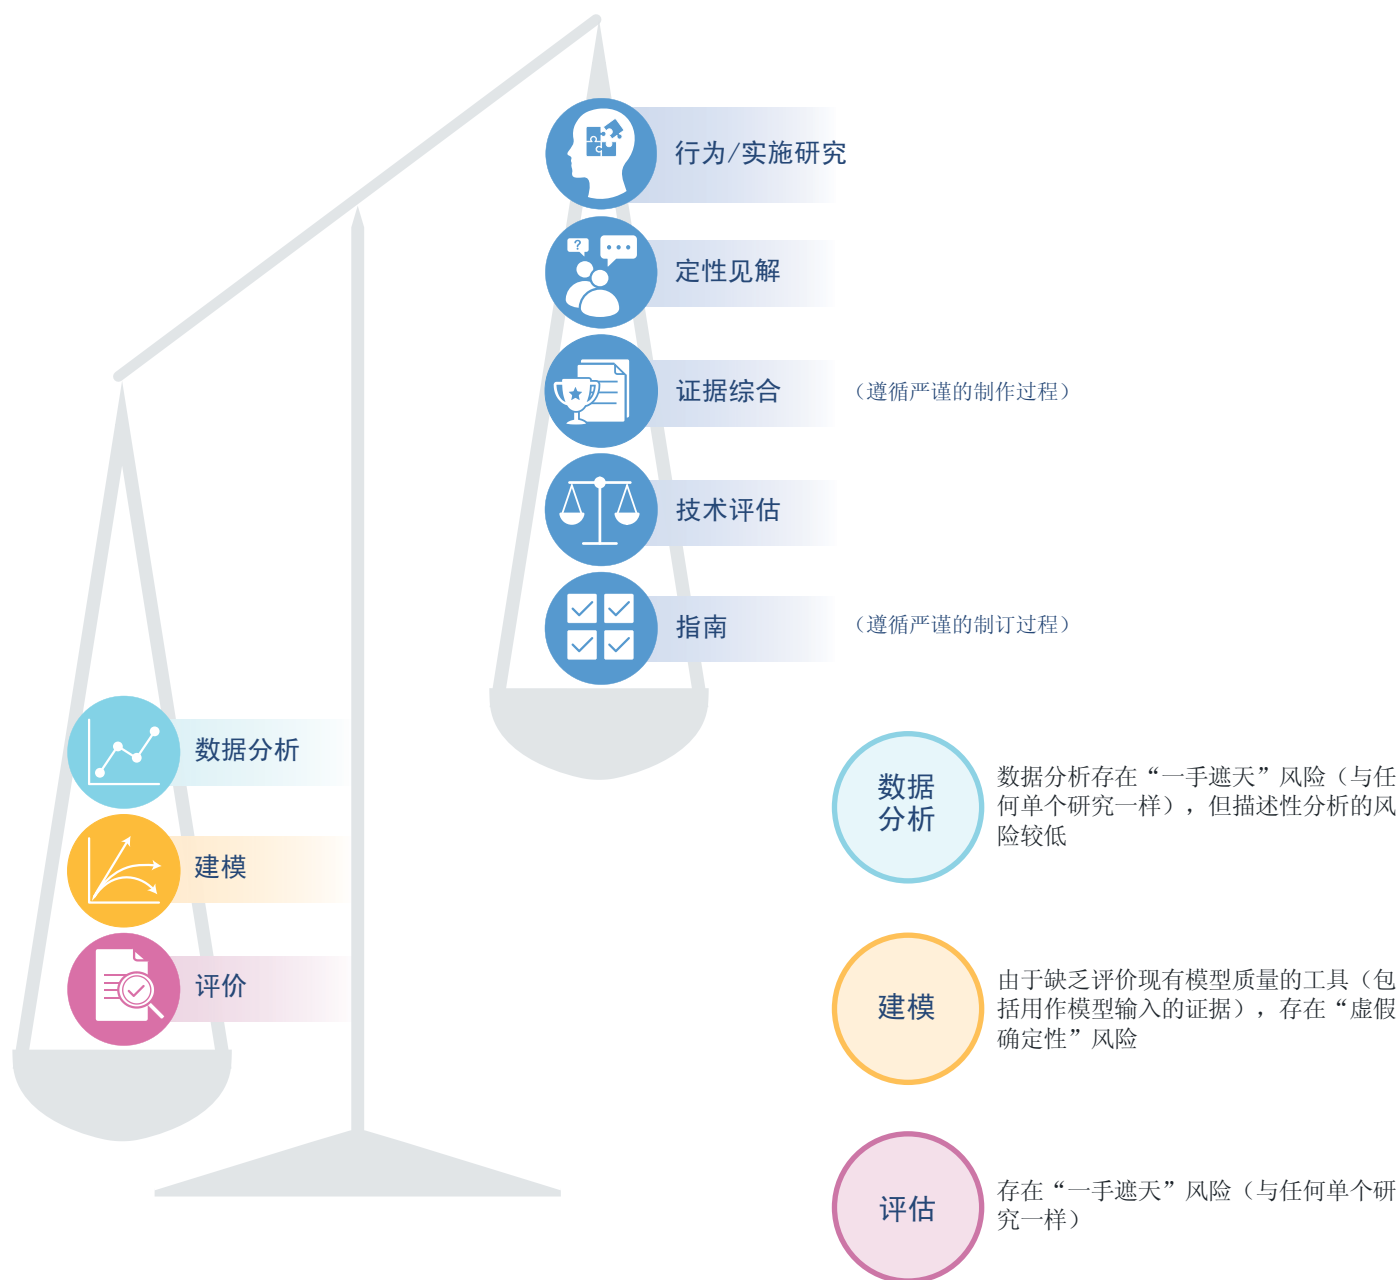 行为/实施研究
?
定性见解
证据综合
（遵循严谨的制作过程）
技术评估
指南
（遵循严谨的制订过程）
数据分析
建模
评价
数据
分析
数据分析存在“一手遮天”风险（与任
何单个研究一样），但描述性分析的风
险较低
建模
由于缺乏评价现有模型质量的工具（包
括用作模型输入的证据），存在“虚假
确定性”风险
评估
存在“一手遮天”风险（与任何单个研
究一样）